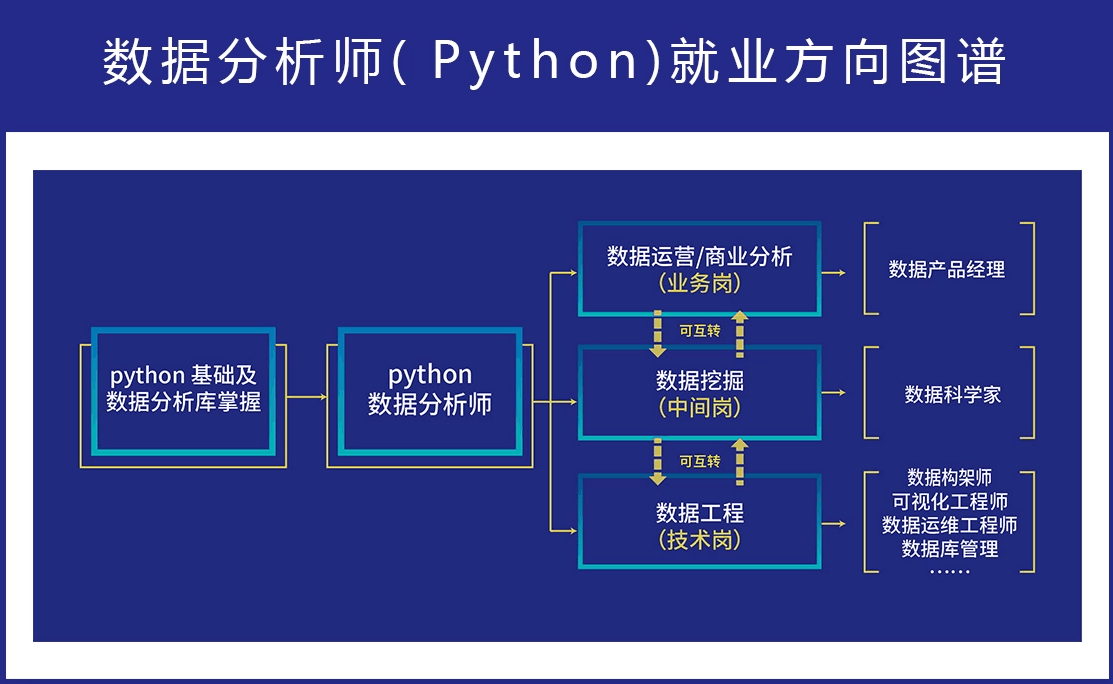 数据分析师( Python)就业方向图谱
python 基础及
数据分析库掌握
python
数据分析师
数据运营/商业分析
（业务岗）
可互转
数据挖掘
（中间岗）
可互转
数据工程
（技术岗）
数据产品经理
数据科学家
数据构架师
可视化工程师
数据运维工程师
数据库管理
……